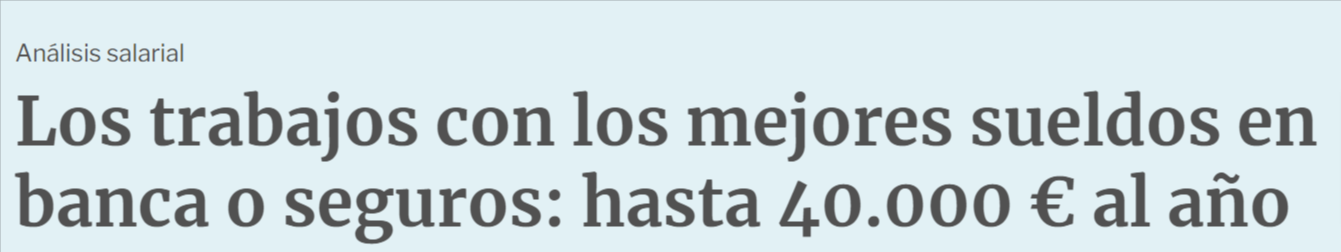 Análisis salarial
Los trabajos con los mejores sueldos en
banca o seguros: hasta 40.000 € al año